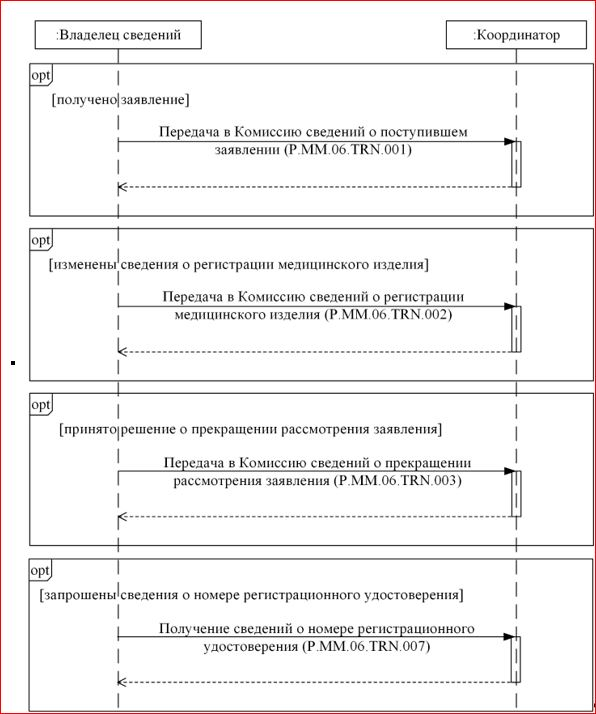 :Владелец сведений
:Координатор
opt
[получено заявление]
Передача в Комиссию сведений о поступившем
заявлении (P.MM.06.TRN.001)
opt
[изменены сведения о регистрации медицинского изделия]
Передача в Комиссию сведений о регистрации
медицинского изделия (P.MM.06.TRN.002)
opt
[принято решение о прекращении рассмотрения заявления]
Передача в Комиссию сведений о прекращении
рассмотрения заявления (P.MM.06.TRN.003)
opt
[запрошены сведения о номере регистрационного удостоверения]
Получение сведений о номере регистрационного
удостоверения (P.MM.06.TRN.007)